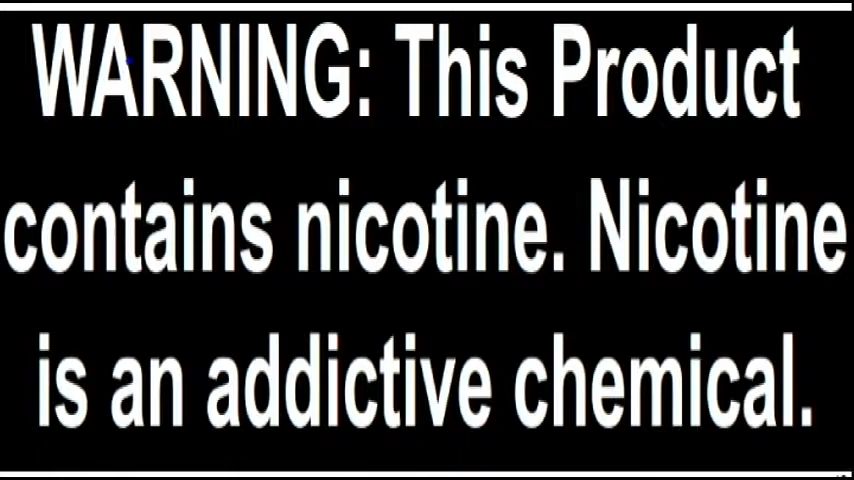 WARNING: This Product
contains nicotine. Nicotine
is an addictive chemical.